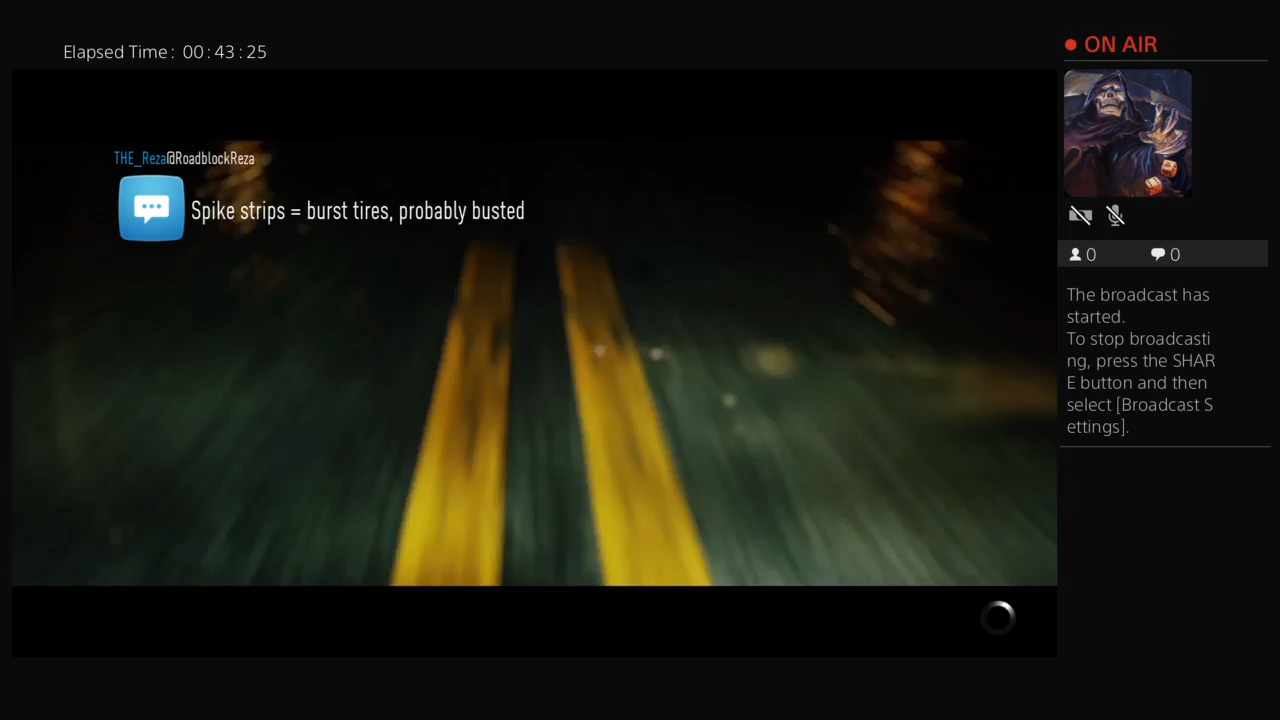 Elapsed Time: 00:43:25
ON AIR
THE_Reza@RoadblockReza
Spike strips = burst tires, probably busted
0 0
The broadcast has
started.
To stop broadcasti
ng, press the SHAR
E button and then
select [Broadcast S
ettings].